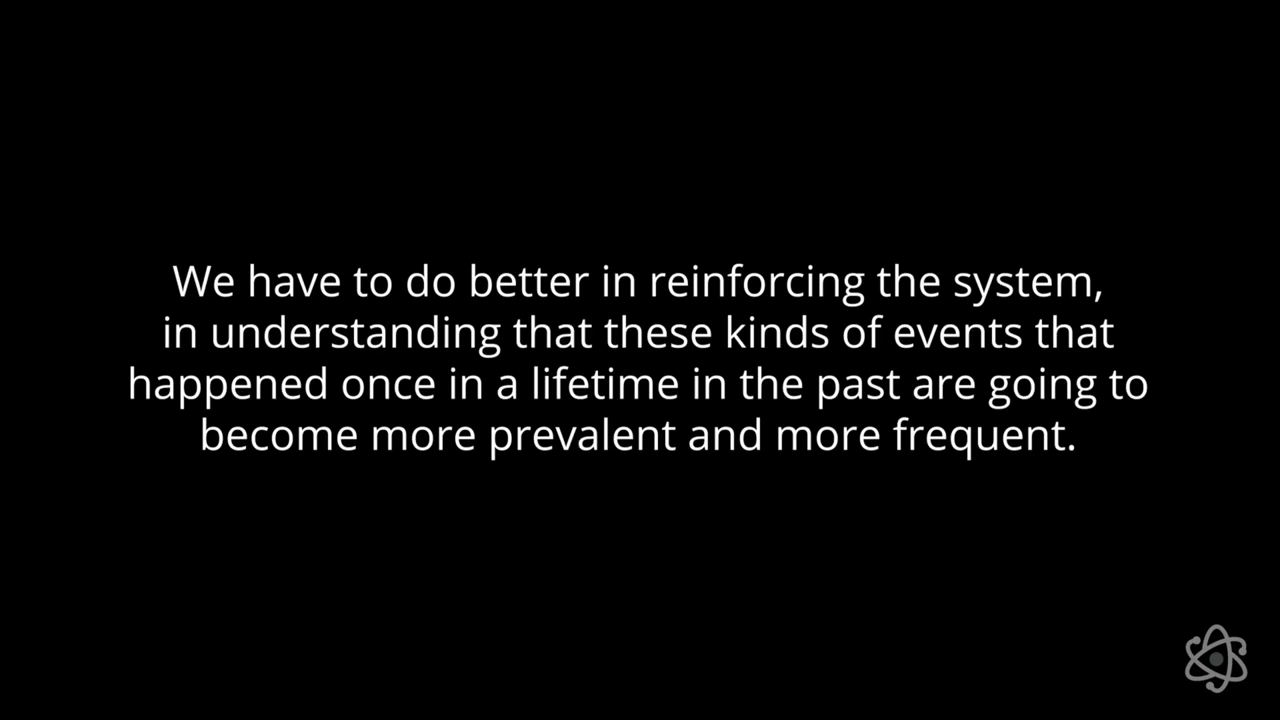 We have to do better in reinforcing the system,
in understanding that these kinds of events that
happened once in a lifetime in the past are going to
become more prevalent and more frequent.